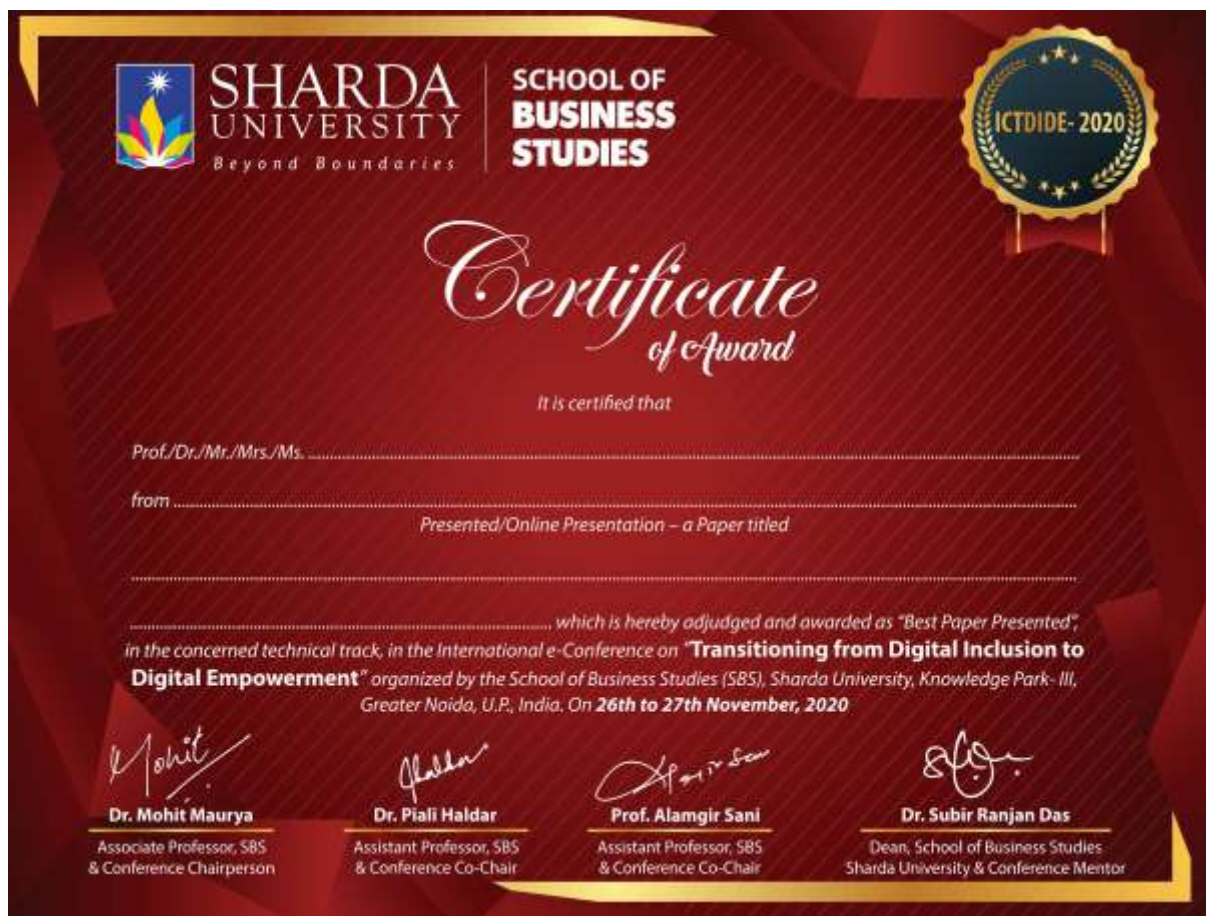 SHARDA
UNIVERSITY
Beyond Boundaries
SCHOOL OF
BUSINESS
STUDIES
ICTDIDE- 2020
Certificate
of Award
It is certified that
Prof./Dr./Mr./Mrs./Ms.
from
Presented/Online Presentation – a Paper titled
which is hereby adjudged and awarded as "Best Paper Presented",
in the concerned technical track, in the International e-Conference on "Transitioning from Digital Inclusion to
Digital Empowerment" organized by the School of Business Studies (SBS), Sharda University, Knowledge Park- III,
Greater Noida, U.P., India. On 26th to 27th November, 2020
Mohit
Dr. Mohit Maurya
Associate Professor, SBS
& Conference Chairperson
Dr. Piali Haldar
Assistant Professor, SBS
& Conference Co-Chair
Prof. Alamgir Sani
Assistant Professor, SBS
& Conference Co-Chair
Dr. Subir Ranjan Das
Dean, School of Business Studies
Sharda University & Conference Mentor